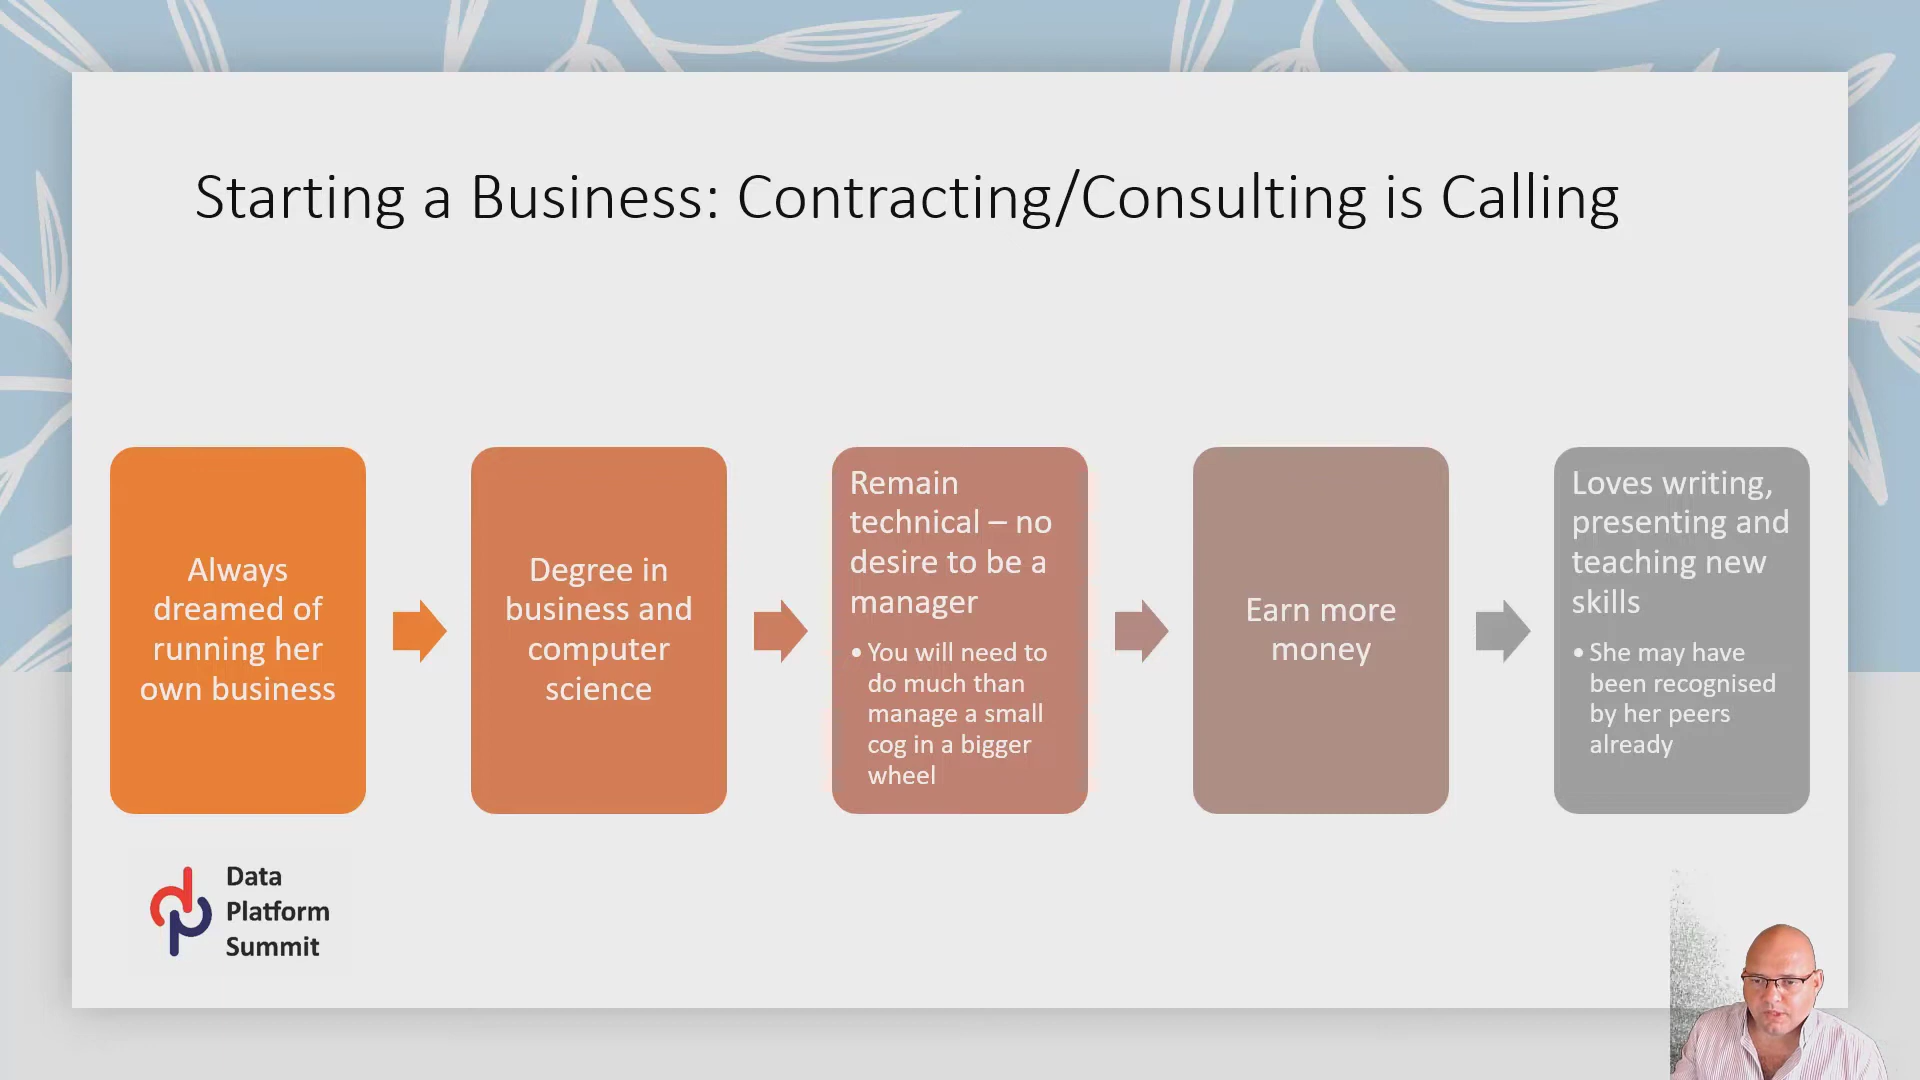 Starting a Business: Contracting/Consulting is Calling
Always
dreamed of
running her
own business
Degree in
business and
computer
science
Remain
technical – no
desire to be a
manager
• You will need to
do much than
manage a small
cog in a bigger
wheel
Earn more
money
Loves writing,
presenting and
teaching new
skills
• She may have
been recognised
by her peers
already
Data
Platform
Summit